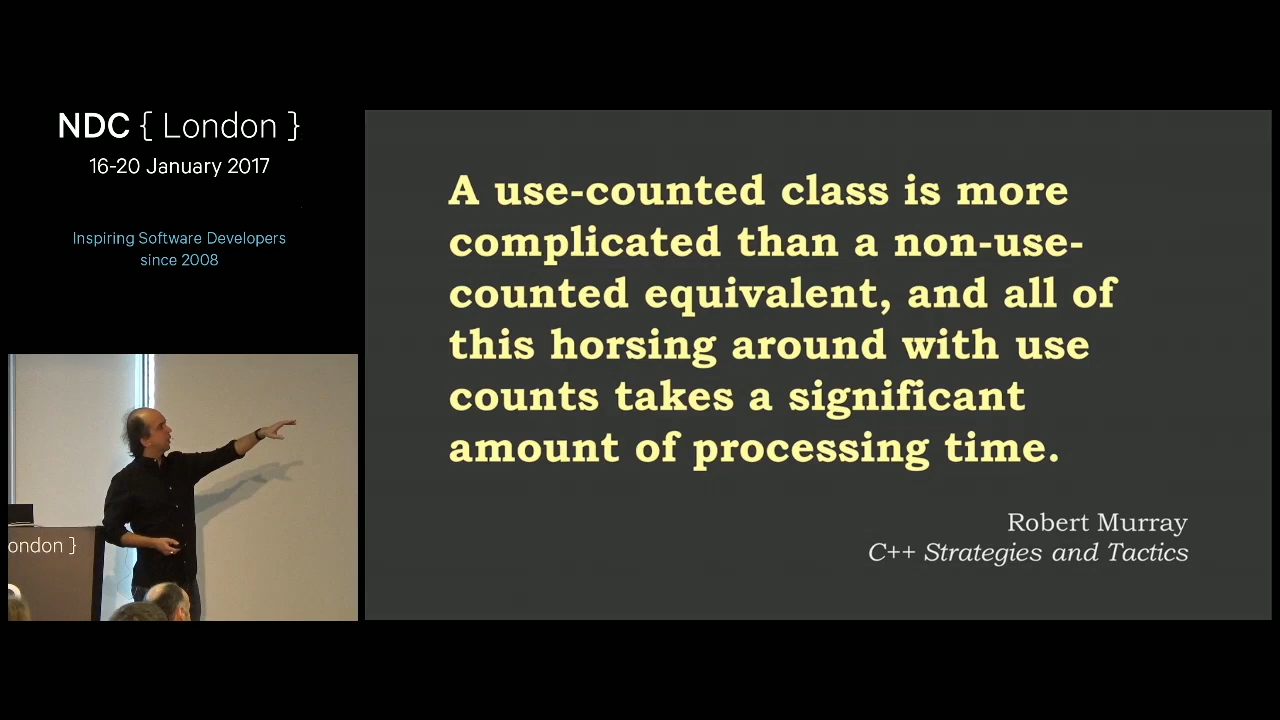 NDC { London }
16-20 January 2017
Inspiring Software Developers
since 2008
A use-counted class is more
complicated than a non-use-
counted equivalent, and all of
this horsing around with use
counts takes a significant
amount of processing time.
Robert Murray
C++ Strategies and Tactics
ondon }